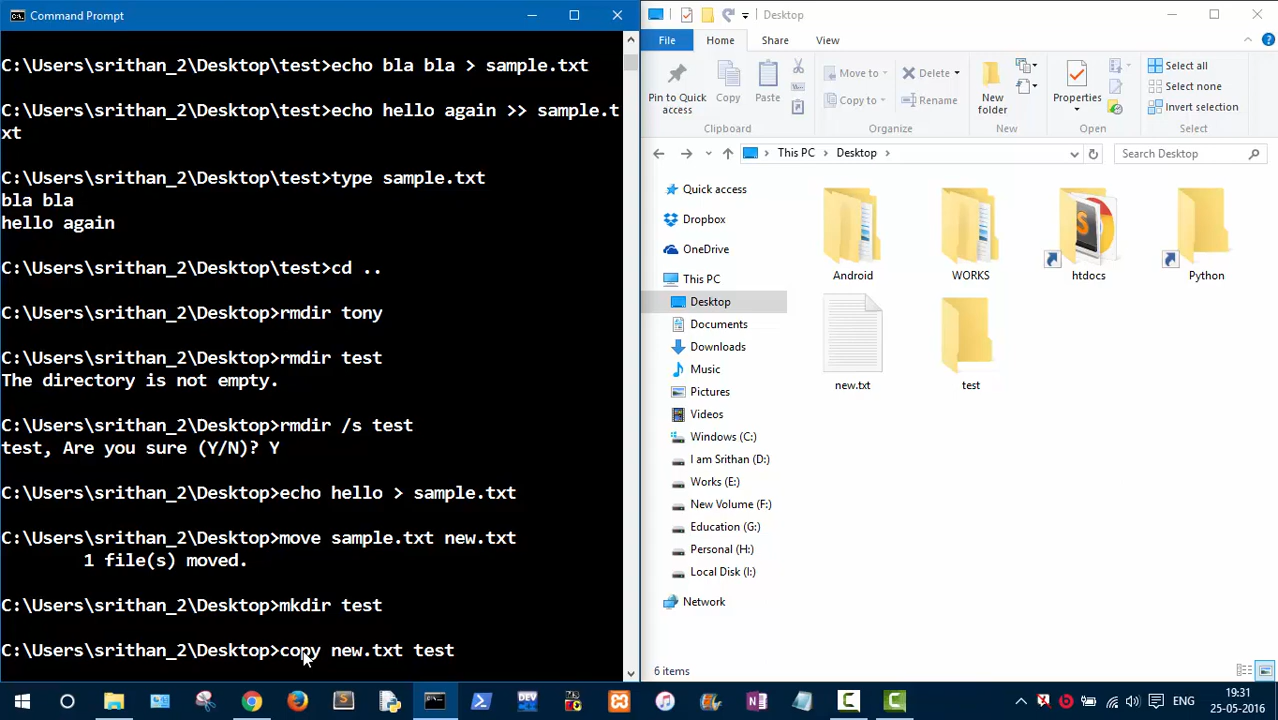 Command Prompt
C:\Users\srithan_2\Desktop\test>echo bla bla > sample.txt
C:\Users\srithan_2\Desktop\test>echo hello again >> sample.t
xt
C:\Users\srithan_2\Desktop\test>type sample.txt
bla bla
hello again
C:\Users\srithan_2\Desktop\test>cd ..
C:\Users\srithan_2\Desktop>rmdir tony
C:\Users\srithan_2\Desktop>rmdir test
The directory is not empty.
C:\Users\srithan_2\Desktop>rmdir /s test
test, Are you sure (Y/N)? Y
C:\Users\srithan_2\Desktop>echo hello > sample.txt
C:\Users\srithan_2\Desktop>move sample.txt new.txt
1 file(s) moved.
C:\Users\srithan_2\Desktop>mkdir test
C:\Users\srithan_2\Desktop>copy new.txt test
Desktop
File Home Share View
Pin to Quick
access
Copy
Paste
Move to
Copy to
Delete
Rename
New
folder
Properties
Select all
Select none
Invert selection
Clipboard Organize New Open Select
This PC Desktop
Search Desktop
Quick access
Dropbox
OneDrive
This PC
Desktop
Documents
Downloads
Music
Pictures
Videos
Windows (C:)
I am Srithan (D:)
Works (E:)
New Volume (F:)
Education (G:)
Personal (H:)
Local Disk (I:)
Network
Android WORKS htdocs Python
new.txt test
6 items
DEV
ENG
19:31
25-05-2016